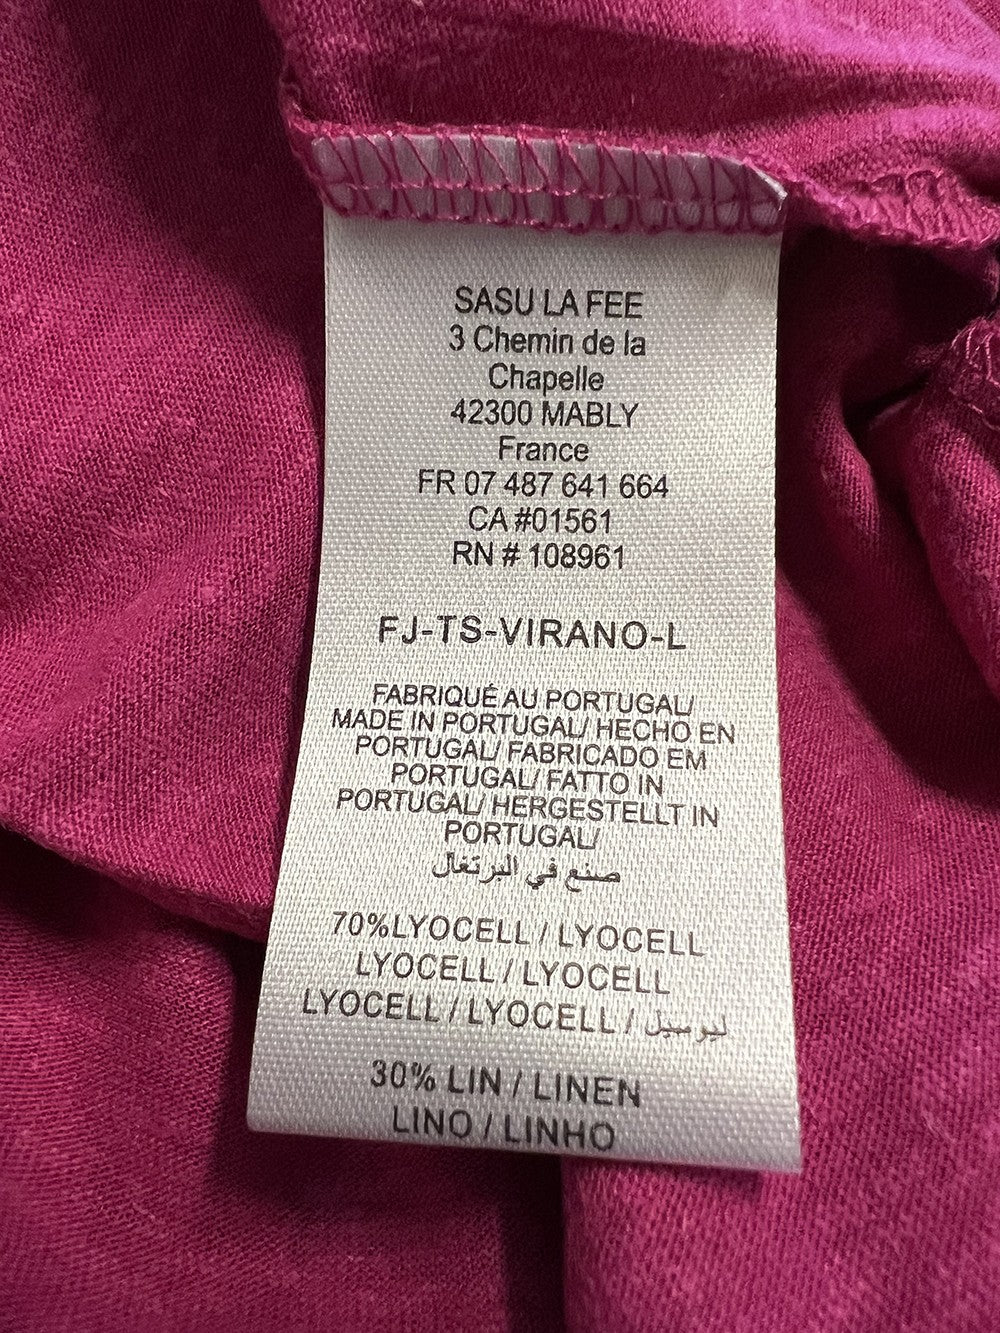 SASU LA FEE
3 Chemin de la
Chapelle
42300 MABLY
France
FR 07 487 641 664
CA #01561
RN # 108961
FJ-TS-VIRANO-L
FABRIQUÉ AU PORTUGAL/
MADE IN PORTUGAL/ HECHO EN
PORTUGAL/ FABRICADO EM
PORTUGAL/ FATTO IN
PORTUGAL/ HERGESTELLT IN
PORTUGAL/
صنع في البرتغال
70%LYOCELL / LYOCELL
LYOCELL / LYOCELL
LYOCELL / LYOCELL / ليوسيل
30% LIN / LINEN
LINO / LINHO